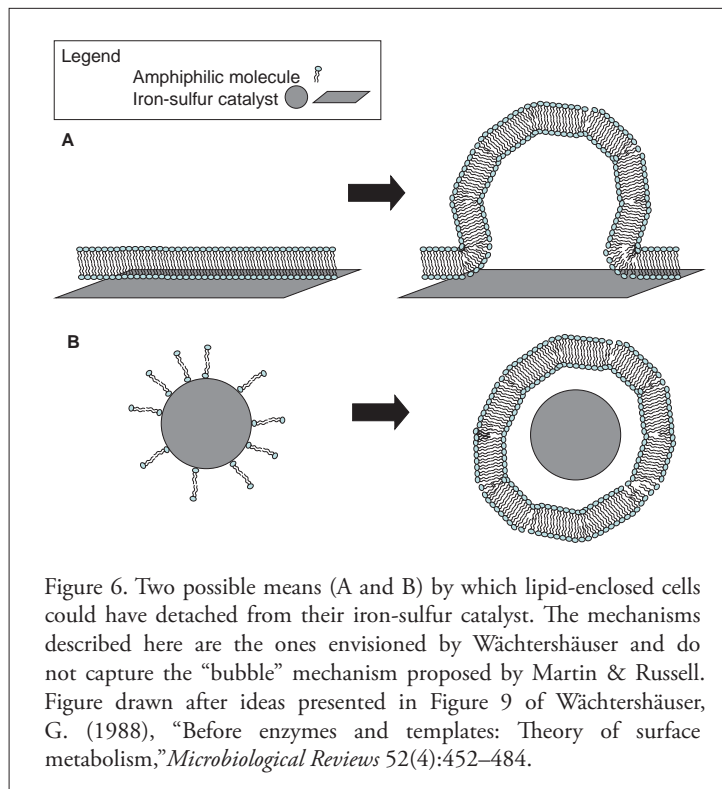 Legend
Amphiphilic molecule
Iron-sulfur catalyst
A
B
Figure 6. Two possible means (A and B) by which lipid-enclosed cells
could have detached from their iron-sulfur catalyst. The mechanisms
described here are the ones envisioned by Wächtershäuser and do
not capture the “bubble” mechanism proposed by Martin & Russell.
Figure drawn after ideas presented in Figure 9 of Wächtershäuser,
G. (1988), “Before enzymes and templates: Theory of surface
metabolism,”Microbiological Reviews 52(4):452–484.